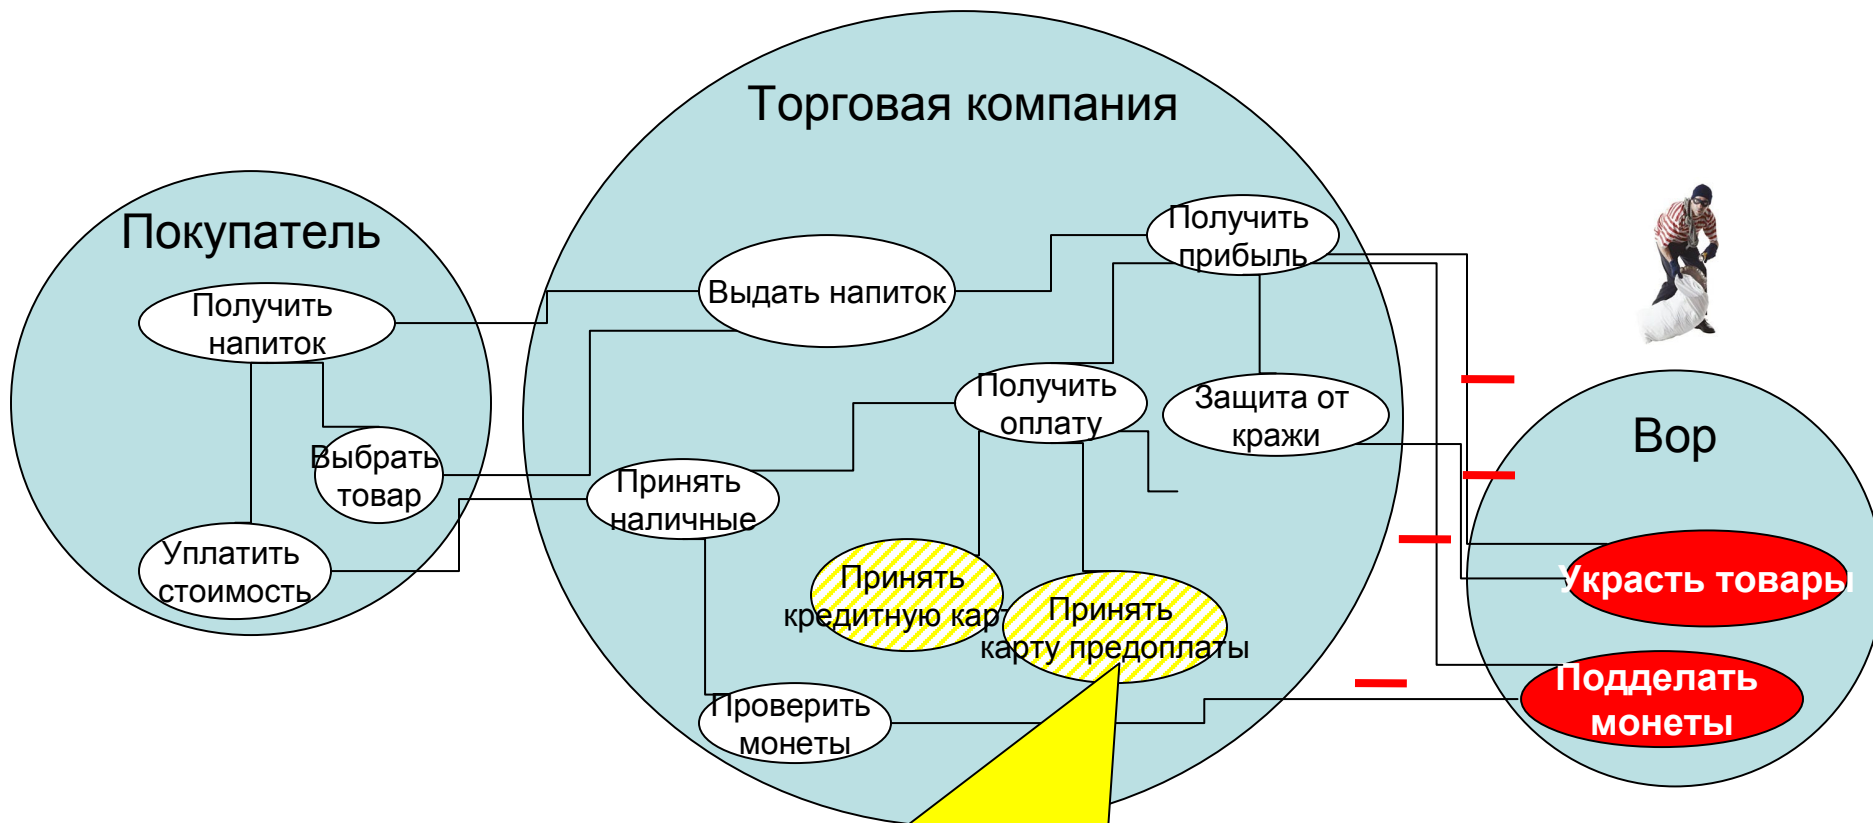 Торговая компания
Покупатель
Получить
напиток
Выбрать
товар
Уплатить
стоимость
Выдать напиток
Получить
прибыль
Получить
оплату
Защита от
кражи
Принять
наличные
Принять
кредитную карт
Принять
карту предоплаты
Проверить
монеты
Вор
Украсть товары
Подделать
монеты